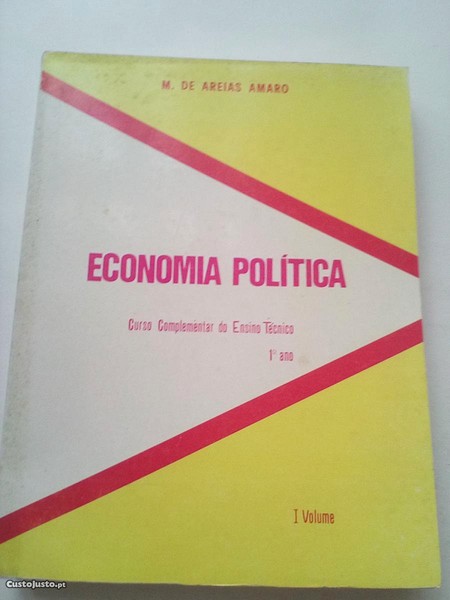 M. DE AREIAS AMARO
ECONOMIA POLÍTICA
Curso Complementar do Ensino Técnico
1º ano
I Volume
CustoJusto.pt